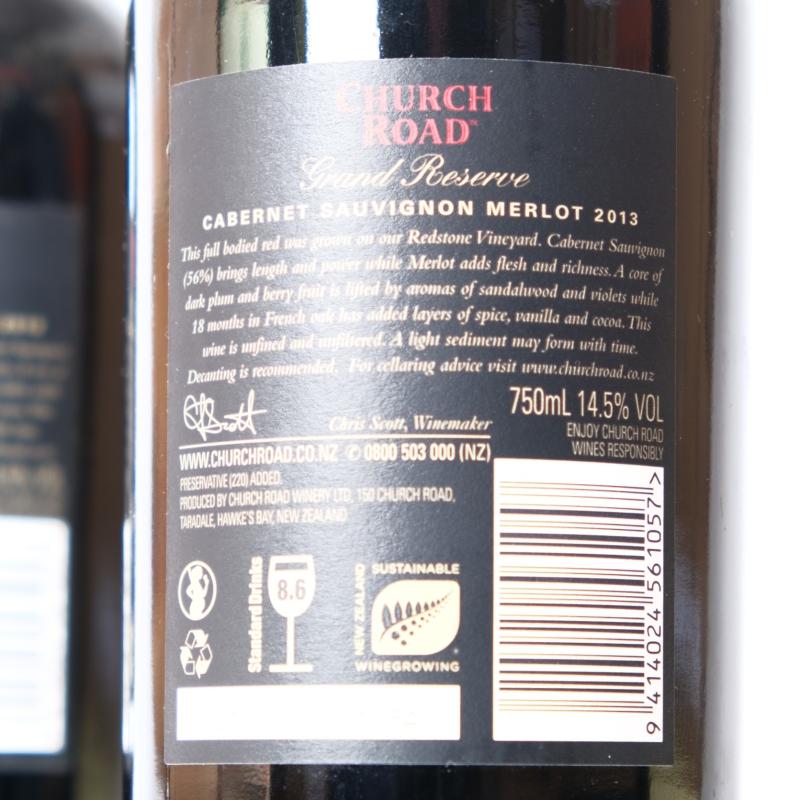 CHURCH
ROAD™
Grand Reserve
CABERNET SAUVIGNON MERLOT 2013
This full bodied red was grown on our Redstone Vineyard. Cabernet Sauvignon
(56%) brings length and power while Merlot adds flesh and richness. A core of
dark plum and berry fruit is lifted by aromas of sandalwood and violets while
18 months in French oak has added layers of spice, vanilla and cocoa. This
wine is unfined and unfiltered. A light sediment may form with time.
Decanting is recommended. For cellaring advice visit www.churchroad.co.nz
Chris Scott, Winemaker
750mL 14.5% VOL
ENJOY CHURCH ROAD
WINES RESPONSIBLY
WWW.CHURCHROAD.CO.NZ ✆ 0800 503 000 (NZ)
PRESERVATIVE (220) ADDED
PRODUCED BY CHURCH ROAD WINERY LTD, 150 CHURCH ROAD,
TARADALE, HAWKE'S BAY, NEW ZEALAND
Standard Drinks
8.6
NEW ZEALAND
SUSTAINABLE
WINEGROWING
9 414024 561057 >